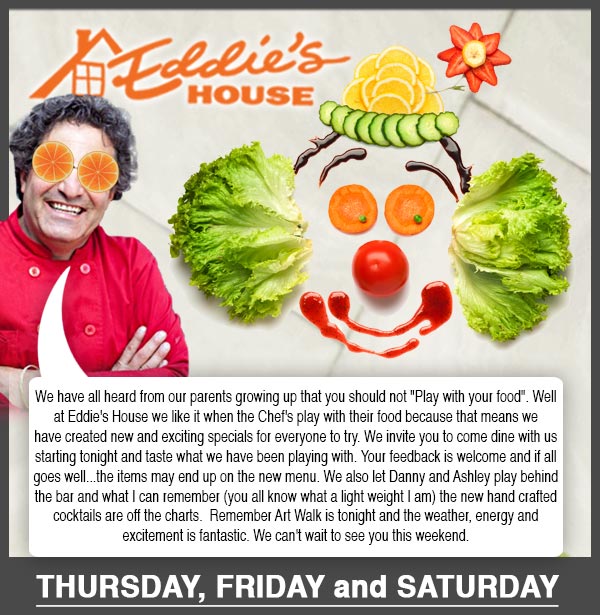 Eddie's
HOUSE
We have all heard from our parents growing up that you should not "Play with your food". Well
at Eddie's House we like it when the Chef's play with their food because that means we
have created new and exciting specials for everyone to try. We invite you to come dine with us
starting tonight and taste what we have been playing with. Your feedback is welcome and if all
goes well...the items may end up on the new menu. We also let Danny and Ashley play behind
the bar and what I can remember (you all know what a light weight I am) the new hand crafted
cocktails are off the charts. Remember Art Walk is tonight and the weather, energy and
excitement is fantastic. We can't wait to see you this weekend.
THURSDAY, FRIDAY and SATURDAY